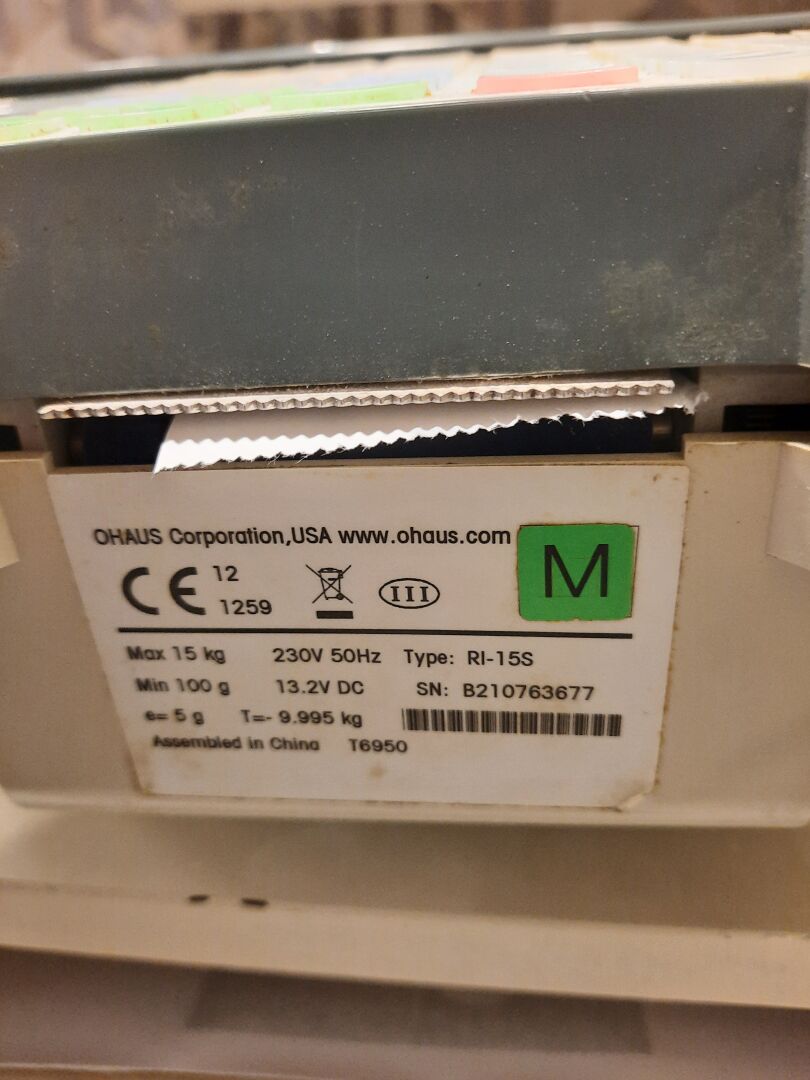 OHAUS Corporation,USA www.ohaus.com
M
CE 12
1259
III
Max 15 kg 230V 50Hz Type: RI-15S
Min 100 g 13.2V DC SN: B210763677
e= 5 g T=- 9.995 kg
Assembled in China T6950